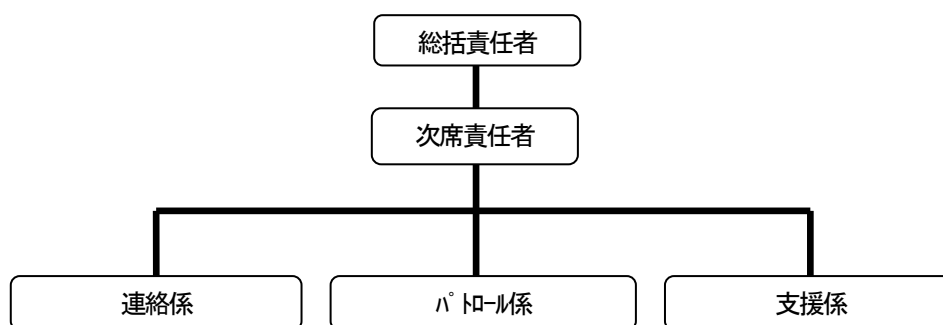 総括責任者
次席責任者
連絡係
ﾊﾟﾄﾛｰﾙ係
支援係